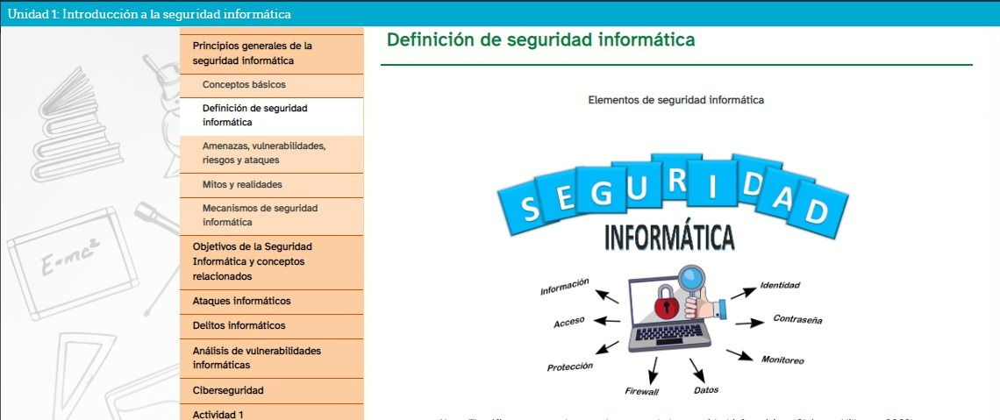 Unidad 1: Introducción a la seguridad informática
Principios generales de la
seguridad informática
Conceptos básicos
Definición de seguridad
informática
Amenazas, vulnerabilidades,
riesgos y ataques
Mitos y realidades
Mecanismos de seguridad
informática
Objetivos de la Seguridad
Informática y conceptos
relacionados
Ataques informáticos
Delitos informáticos
Análisis de vulnerabilidades
informáticas
Ciberseguridad
Actividad 1
E=mc²
Definición de seguridad informática
Elementos de seguridad informática
SEGURIDAD
INFORMÁTICA
Información
Identidad
Acceso
Contraseña
Protección
Monitoreo
Firewall
Datos